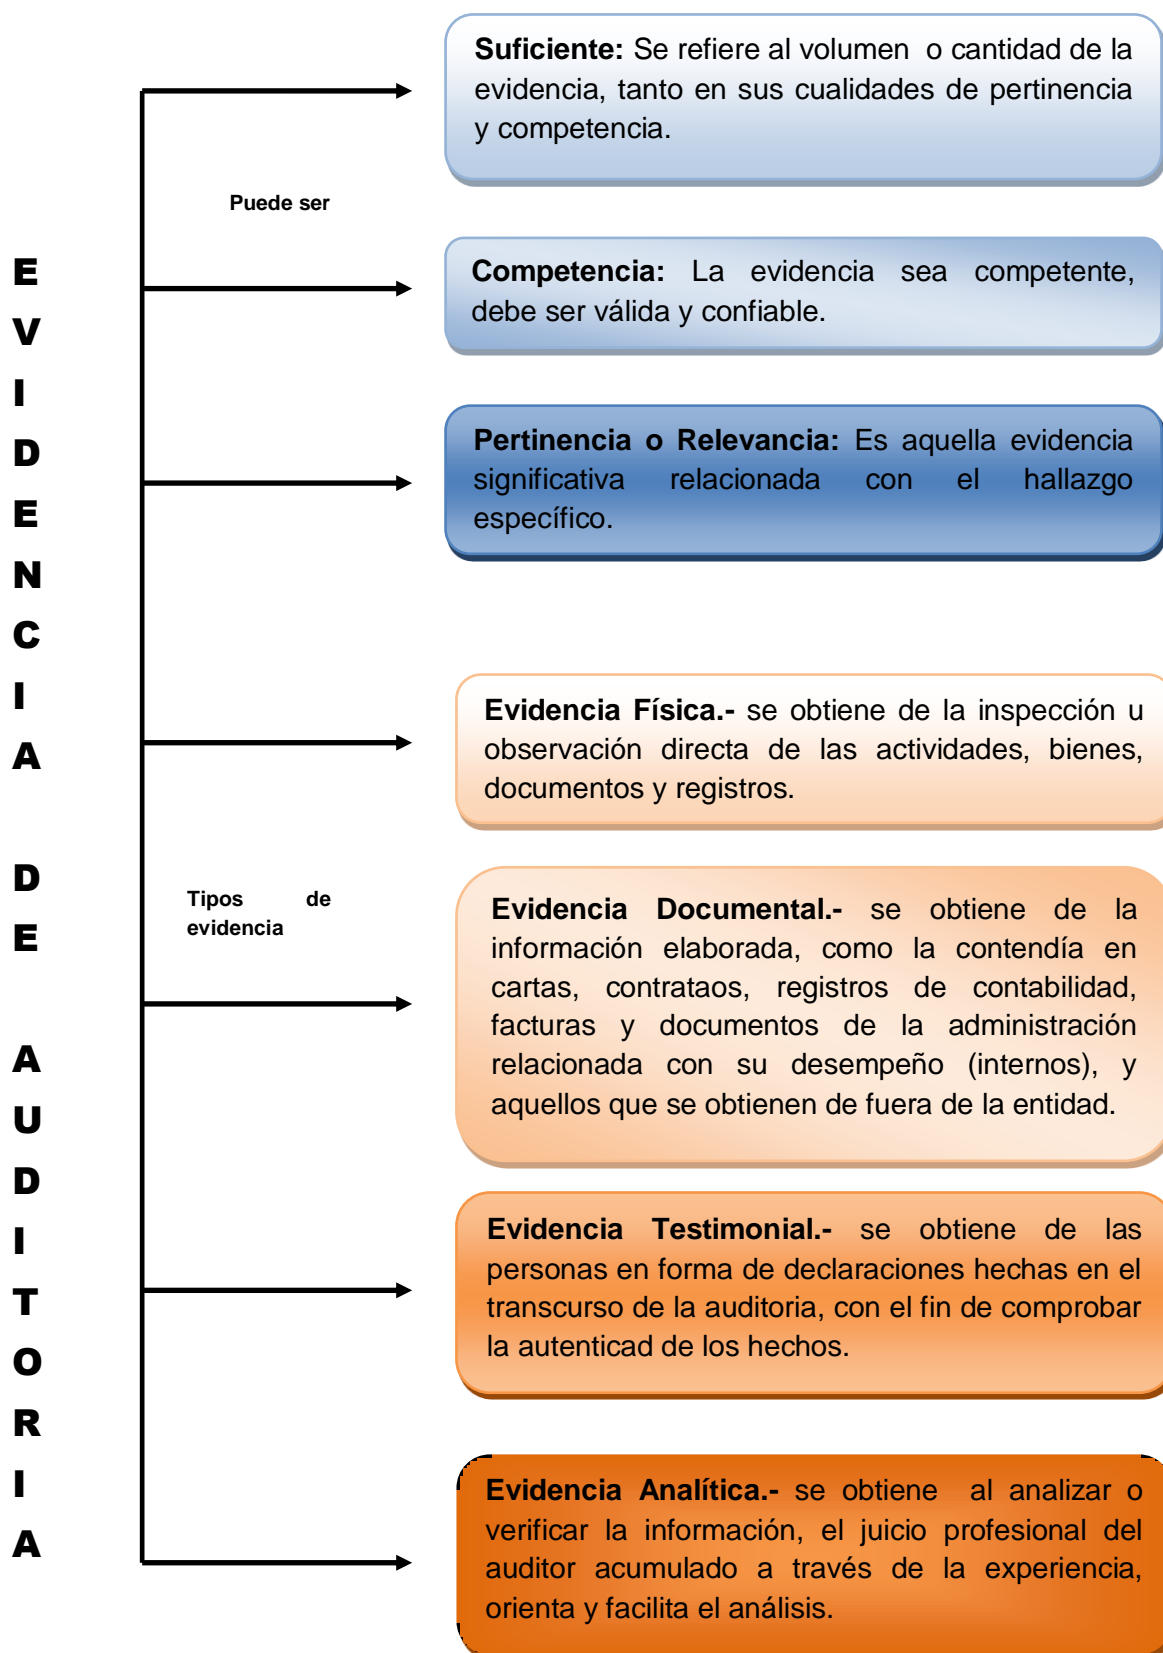 EVIDENCIA DE AUDITORIA
Puede ser
Suficiente: Se refiere al volumen o cantidad de la
evidencia, tanto en sus cualidades de pertinencia
y competencia.
Competencia: La evidencia sea competente,
debe ser válida y confiable.
Pertinencia o Relevancia: Es aquella evidencia
significativa relacionada con el hallazgo
específico.
Tipos de
evidencia
Evidencia Física.- se obtiene de la inspección u
observación directa de las actividades, bienes,
documentos y registros.
Evidencia Documental.- se obtiene de la
información elaborada, como la contendía en
cartas, contrataos, registros de contabilidad,
facturas y documentos de la administración
relacionada con su desempeño (internos), y
aquellos que se obtienen de fuera de la entidad.
Evidencia Testimonial.- se obtiene de las
personas en forma de declaraciones hechas en el
transcurso de la auditoria, con el fin de comprobar
la autenticad de los hechos.
Evidencia Analítica.- se obtiene al analizar o
verificar la información, el juicio profesional del
auditor acumulado a través de la experiencia,
orienta y facilita el análisis.